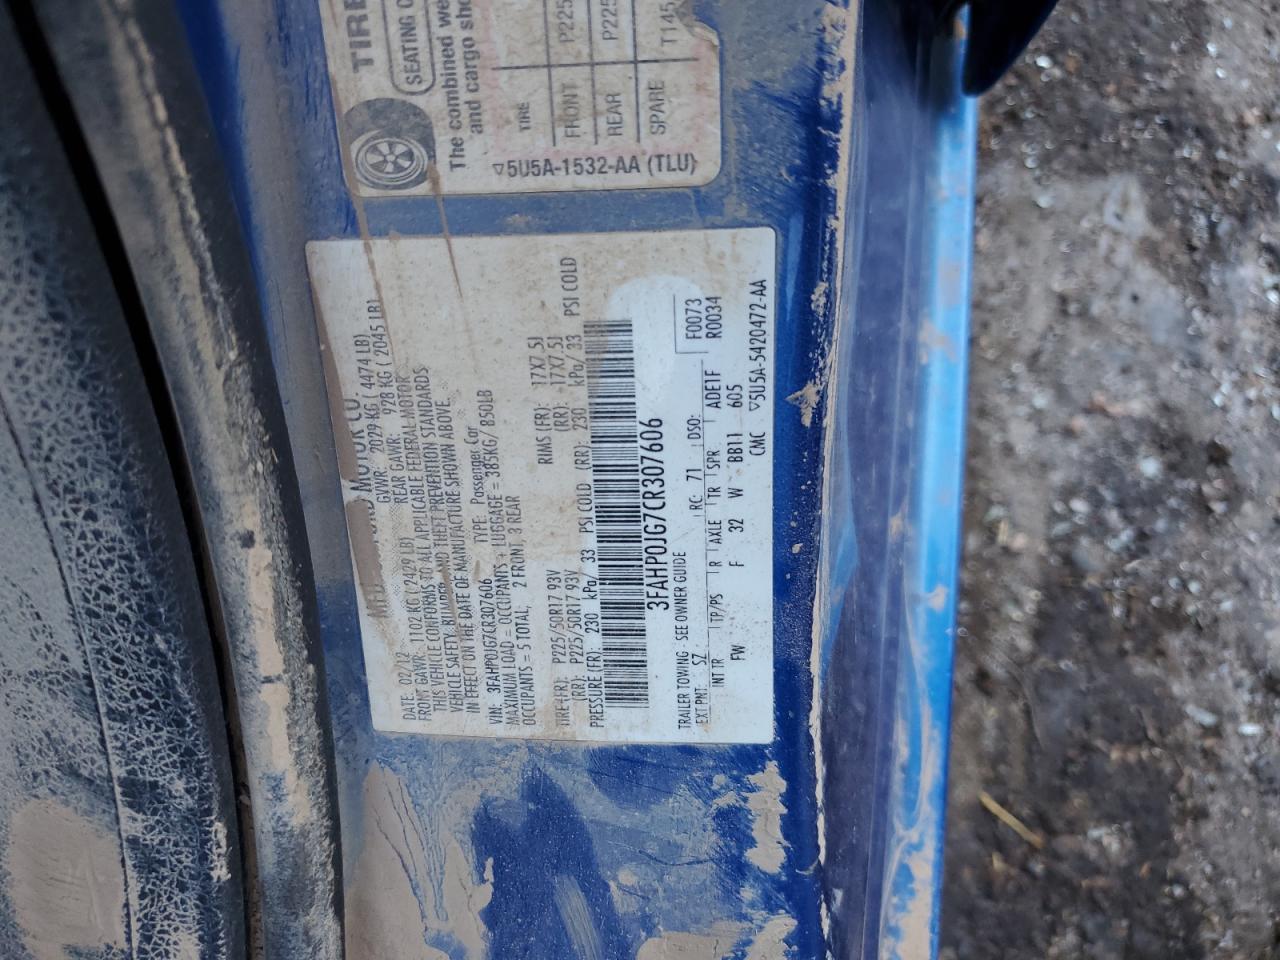 TIRE
SEATING
The combined
and cargo
TIRE
FRONT P225
REAR P225
SPARE T145
▽5U5A-1532-AA (TLU)
MOTOR CO.
DATE: 02/12 GVWR: 2029 KG ( 4474 LB)
FRONT GAWR: 1102 KG ( 2429 LB) REAR GAWR: 928 KG ( 2045 LB)
THIS VEHICLE CONFORMS TO ALL APPLICABLE FEDERAL MOTOR
VEHICLE SAFETY, BUMPER, AND THEFT PREVENTION STANDARDS
IN EFFECT ON THE DATE OF MANUFACTURE SHOWN ABOVE.
VIN: 3FAHP0JG7CR307606 TYPE: Passenger Car
MAXIMUM LOAD = OCCUPANTS + LUGGAGE = 385KG/ 850LB
OCCUPANTS = 5 TOTAL, 2 FRONT, 3 REAR
TIRE (FR): P225/50R17 93V RIMS (FR): 17X7.5J
(RR): P225/50R17 93V (RR): 17X7.5J
PRESSURE (FR): 230 kPa/ 33 PSI COLD (RR): 230 kPa/ 33 PSI COLD
3FAHP0JG7CR307606
TRAILER TOWING - SEE OWNER GUIDE F0073
EXT PNT: SZ RC: 71 DSO: R0034
INT TR TP/PS R AXLE TR SPR ADE1F
FW F 32 W BB11 605
CMC ▽5U5A-5420472-AA